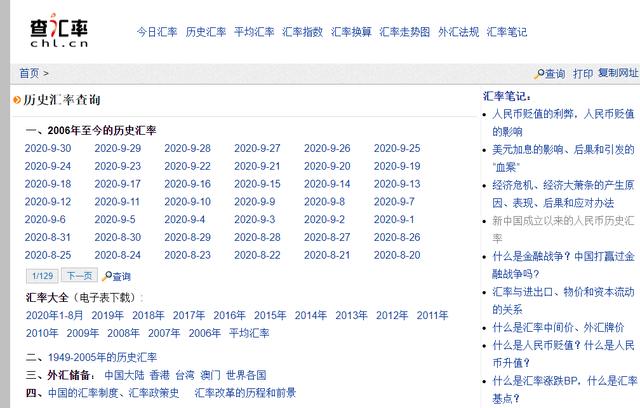 查汇率
chl.cn
今日汇率 历史汇率 平均汇率 汇率指数 汇率换算 汇率走势图 外汇法规 汇率笔记
首页 >
查询 打印 复制网址
历史汇率查询
一、2006年至今的历史汇率
2020-9-30 2020-9-29 2020-9-28 2020-9-27 2020-9-26 2020-9-25
2020-9-24 2020-9-23 2020-9-22 2020-9-21 2020-9-20 2020-9-19
2020-9-18 2020-9-17 2020-9-16 2020-9-15 2020-9-14 2020-9-13
2020-9-12 2020-9-11 2020-9-10 2020-9-9 2020-9-8 2020-9-7
2020-9-6 2020-9-5 2020-9-4 2020-9-3 2020-9-2 2020-9-1
2020-8-31 2020-8-30 2020-8-29 2020-8-28 2020-8-27 2020-8-26
2020-8-25 2020-8-24 2020-8-23 2020-8-22 2020-8-21 2020-8-20
1/129 下一页 查询
汇率大全（电子表下载）:
2020年1-8月 2019年 2018年 2017年 2016年 2015年 2014年 2013年 2012年 2011年
2010年 2009年 2008年 2007年 2006年 平均汇率
二、1949-2005年的历史汇率
三、外汇储备： 中国大陆 香港 台湾 澳门 世界各国
四、中国的汇率制度、汇率政策史 汇率改革的历程和前景
汇率笔记：
人民币贬值的利弊，人民币贬值
的影响
美元加息的影响、后果和引发的
"血案"
经济危机、经济大萧条的产生原
因、表现、后果和应对办法
新中国成立以来的人民币历史汇
率
什么是金融战争？中国打赢过金
融战争吗？
汇率与进出口、物价和资本流动
的关系
什么是汇率中间价、外汇牌价
什么是人民币贬值？什么是人民
币升值？
什么是汇率涨跌BP，什么是汇率
基点？